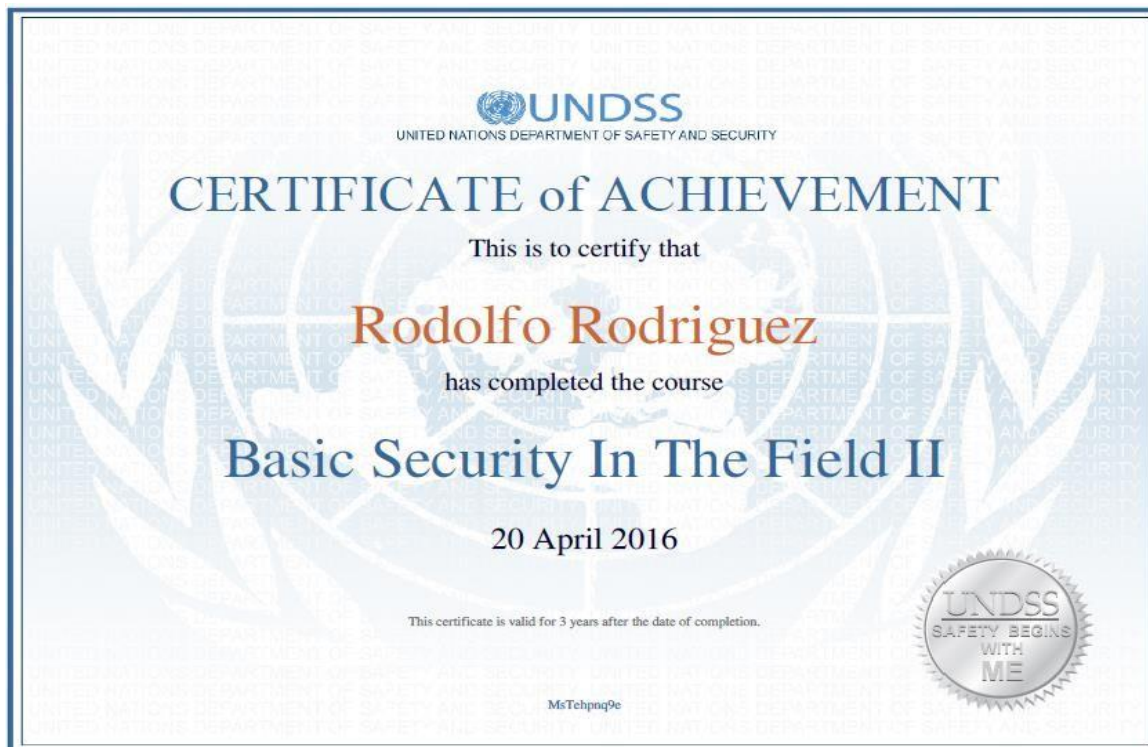 UNDSS
UNITED NATIONS DEPARTMENT OF SAFETY AND SECURITY
CERTIFICATE of ACHIEVEMENT
This is to certify that
Rodolfo Rodriguez
has completed the course
Basic Security In The Field II
20 April 2016
This certificate is valid for 3 years after the date of completion.
UNDSS
SAFETY BEGINS
WITH
ME
MsTehpnq9e